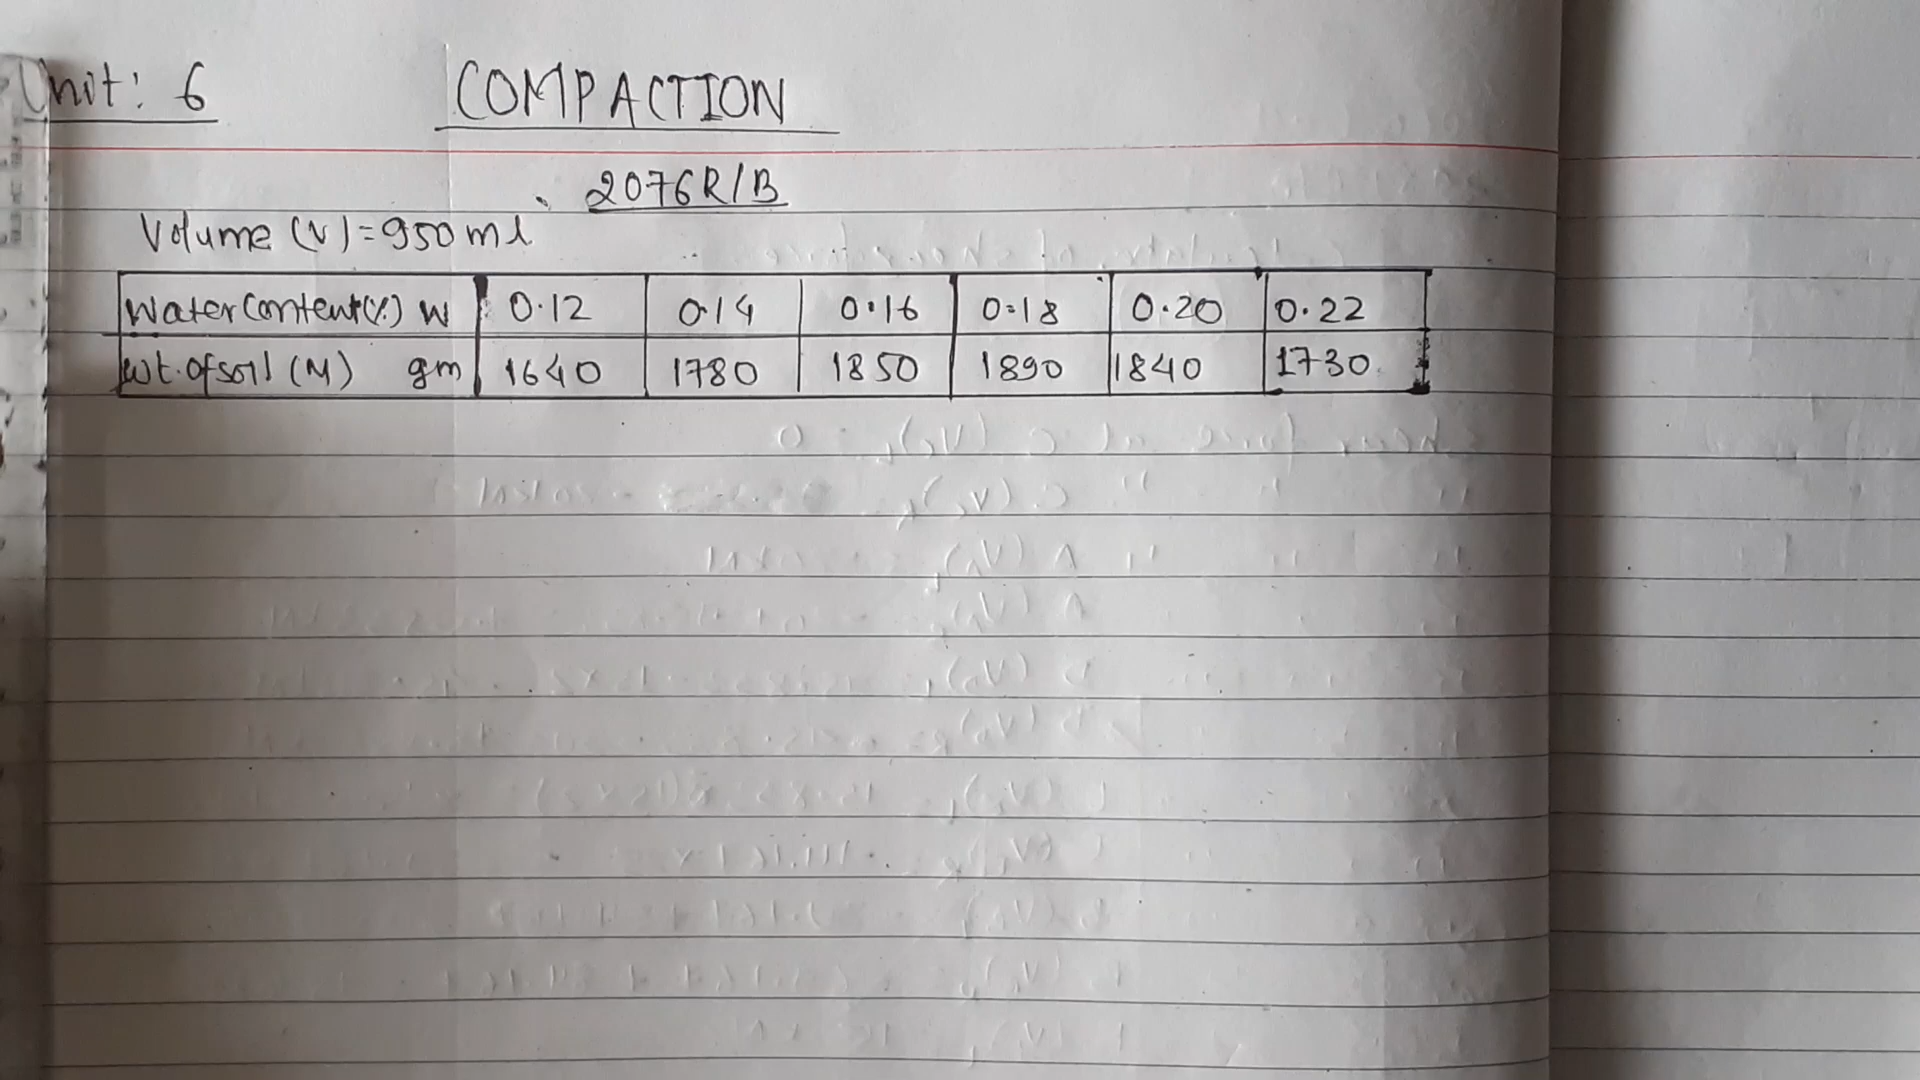 Unit: 6 COMPACTION
2076R/B
Volume (V) = 950 ml
Water Content(%) w 0.12 0.14 0.16 0.18 0.20 0.22
wt. of soil (M) gm 1640 1780 1850 1890 1840 1730